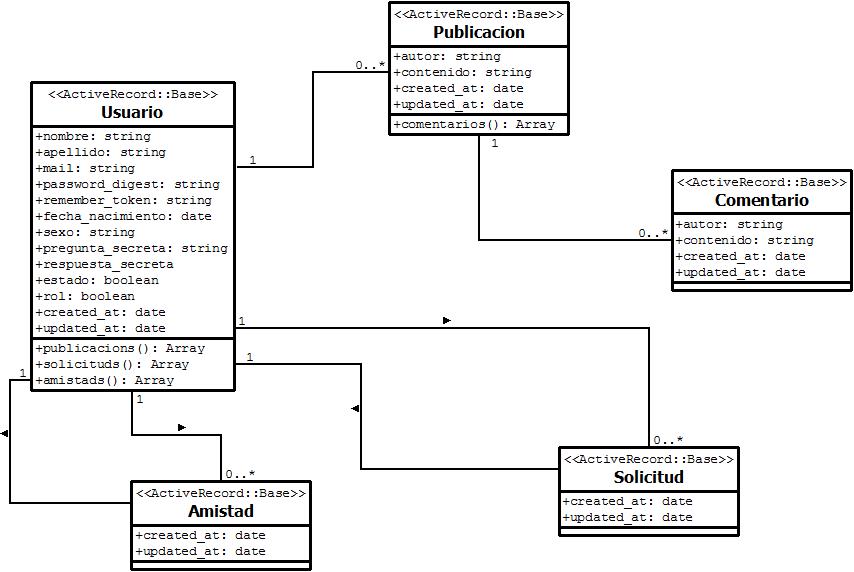 <<ActiveRecord::Base>>
Publicacion
+autor: string
+contenido: string
+created_at: date
+updated_at: date
+comentarios(): Array
0..*
1
<<ActiveRecord::Base>>
Usuario
+nombre: string
+apellido: string
+mail: string
+password_digest: string
+remember_token: string
+fecha_nacimiento: date
+sexo: string
+pregunta_secreta: string
+respuesta_secreta
+estado: boolean
+rol: boolean
+created_at: date
+updated_at: date
+publicacions(): Array
+solicituds(): Array
+amistads(): Array
1
1
1
1
1
<<ActiveRecord::Base>>
Comentario
+autor: string
+contenido: string
+created_at: date
+updated_at: date
0..*
0..*
<<ActiveRecord::Base>>
Solicitud
+created_at: date
+updated_at: date
0..*
<<ActiveRecord::Base>>
Amistad
+created_at: date
+updated_at: date